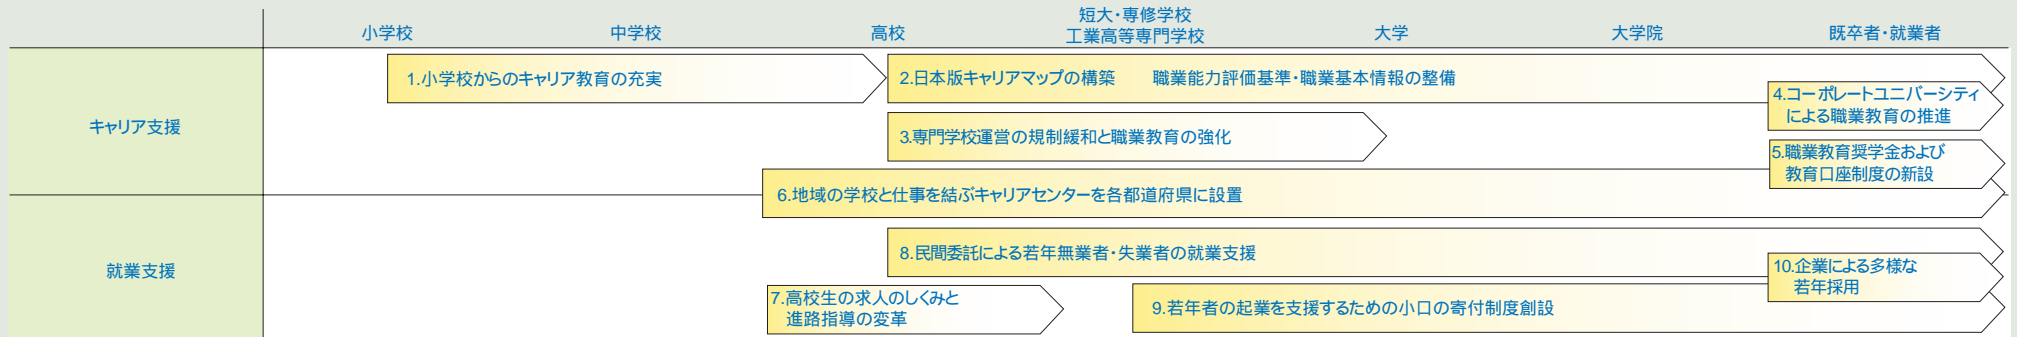 短大・専修学校
小学校 中学校 高校 工業高等専門学校 大学 大学院 既卒者・就業者
キャリア支援
1.小学校からのキャリア教育の充実
2.日本版キャリアマップの構築 職業能力評価基準・職業基本情報の整備
3.専門学校運営の規制緩和と職業教育の強化
4.コーポレートユニバーシティ
による職業教育の推進
5.職業教育奨学金および
教育口座制度の新設
6.地域の学校と仕事を結ぶキャリアセンターを各都道府県に設置
就業支援
7.高校生の求人のしくみと
進路指導の変革
8.民間委託による若年無業者・失業者の就業支援
9.若年者の起業を支援するための小口の寄付制度創設
10.企業による多様な
若年採用